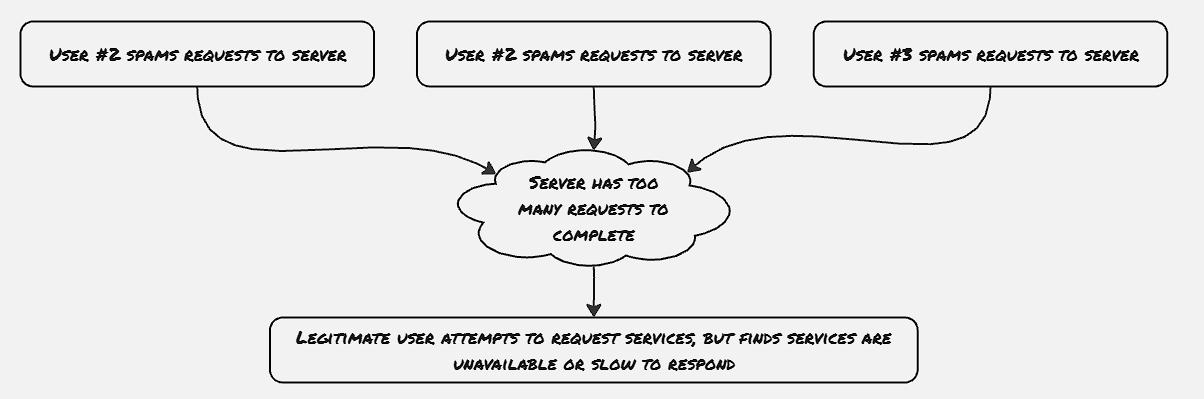 User #2 spams requests to server
User #2 spams requests to server
User #3 spams requests to server
Server has too
many requests to
complete
Legitimate user attempts to request services, but finds services are
unavailable or slow to respond